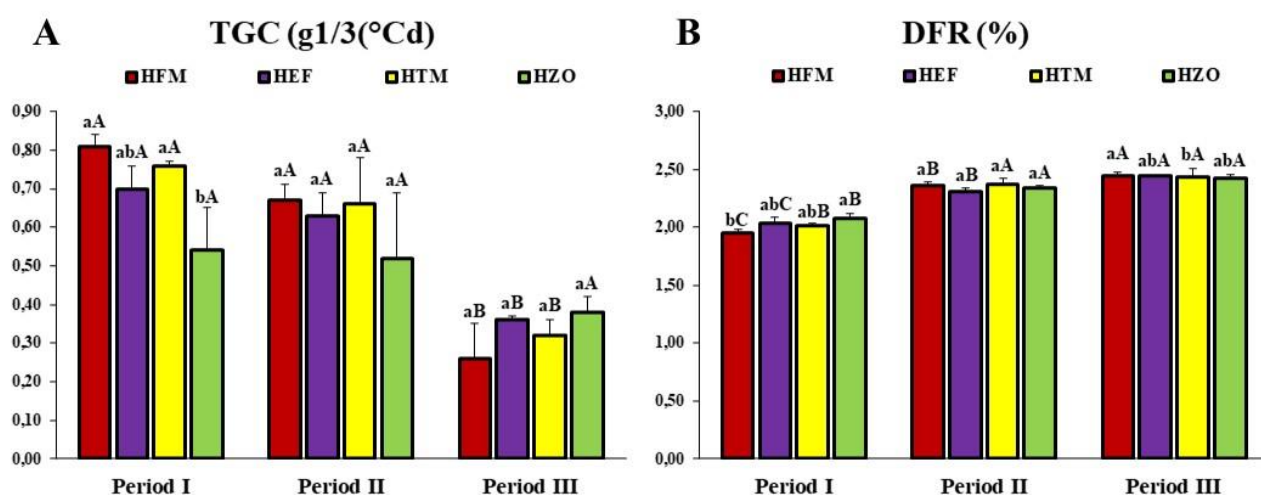 A TGC (g1/3(°Cd)
HFM HEF HTM HZO
0,90
0,80
0,70
0,60
0,50
0,40
0,30
0,20
0,10
0,00
aA abA aA bA
aA aA aA aA
aB aB aB aA
Period I Period II Period III
B DFR (%)
HFM HEF HTM HZO
3,00
2,50
2,00
1,50
1,00
0,50
0,00
bC abC abB aB
aB aB aA aA
aA abA bA abA
Period I Period II Period III